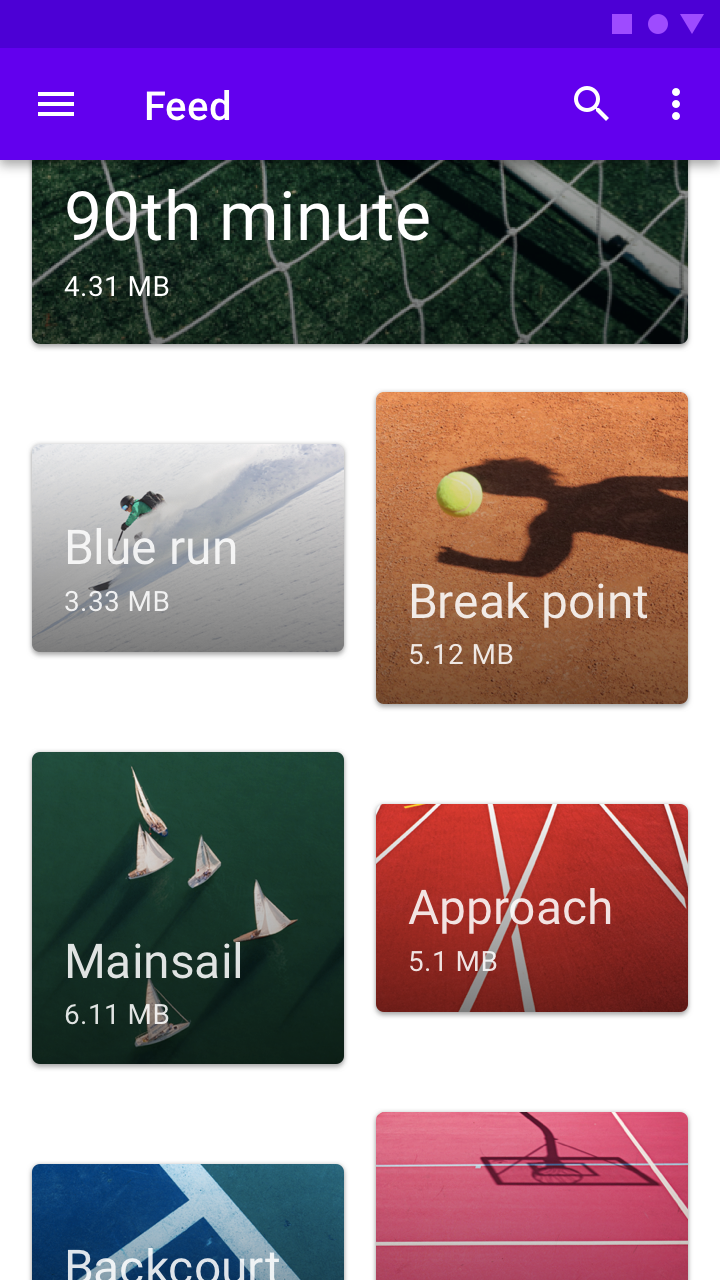 Feed
90th minute
4.31 MB
Blue run
3.33 MB
Break point
5.12 MB
Mainsail
6.11 MB
Approach
5.1 MB
Backcourt